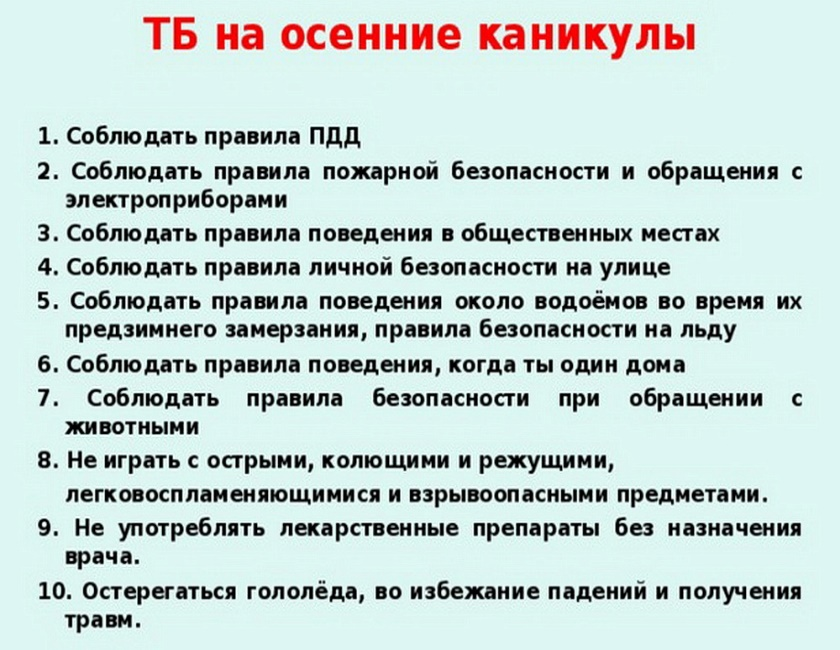 ТБ на осенние каникулы
1. Соблюдать правила ПДД
2. Соблюдать правила пожарной безопасности и обращения с
электроприборами
3. Соблюдать правила поведения в общественных местах
4. Соблюдать правила личной безопасности на улице
5. Соблюдать правила поведения около водоёмов во время их
предзимнего замерзания, правила безопасности на льду
6. Соблюдать правила поведения, когда ты один дома
7. Соблюдать правила безопасности при обращении с
животными
8. Не играть с острыми, колющими и режущими,
легковоспламеняющимися и взрывоопасными предметами.
9. Не употреблять лекарственные препараты без назначения
врача.
10. Остерегаться гололёда, во избежание падений и получения
травм.